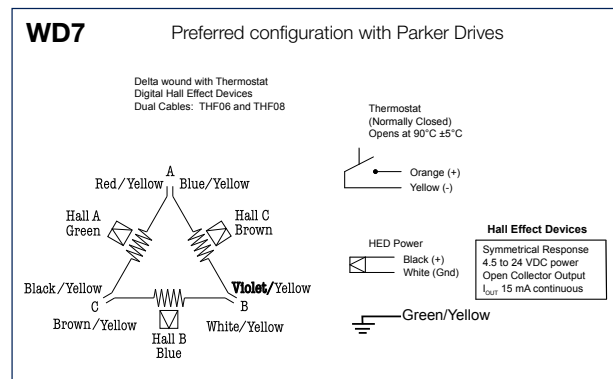 WD7 Preferred configuration with Parker Drives
Delta wound with Thermostat
Digital Hall Effect Devices
Dual Cables: THF06 and THF08
Thermostat
(Normally Closed)
Opens at 90°C ±5°C
Orange (+)
Yellow (-)
A
Red/Yellow Blue/Yellow
Hall A
Green
Hall C
Brown
Black/Yellow
C
Brown/Yellow
Violet/Yellow
B
White/Yellow
Hall B
Blue
HED Power
Black (+)
White (Gnd)
Hall Effect Devices
Symmetrical Response
4.5 to 24 VDC power
Open Collector Output
IOUT 15 mA continuous
Green/Yellow